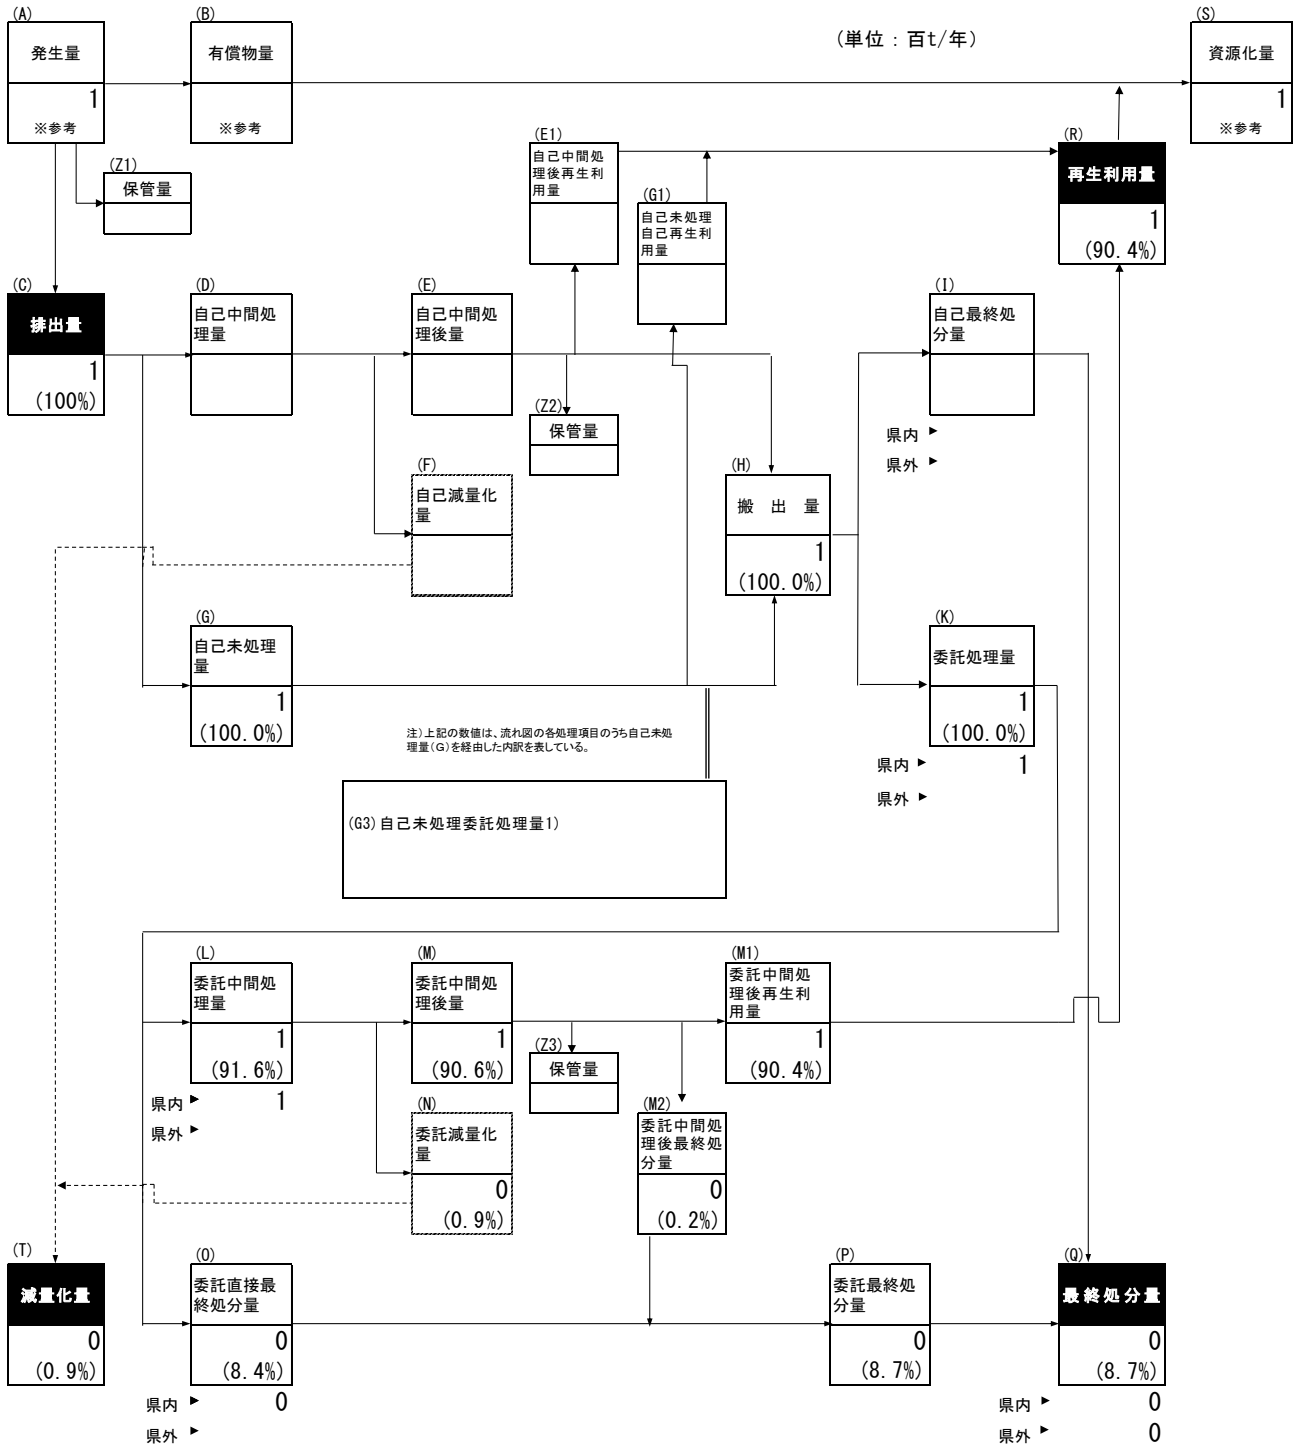 (A)
発生量
1
※参考
(B)
有償物量
※参考
(単位：百t/年)
(S)
資源化量
1
※参考
(Z1)
保管量
(E1)
自己中間処
理後再生利
用量
(G1)
自己未処理
自己再生利
用量
(R)
再生利用量
1
(90.4%)
(C)
排出量
1
(100%)
(D)
自己中間処
理量
(E)
自己中間処
理後量
(Z2)
保管量
(I)
自己最終処
分量
県内
県外
(F)
自己減量化
量
(H)
搬 出 量
1
(100.0%)
(G)
自己未処理
量
1
(100.0%)
(K)
委託処理量
1
(100.0%)
県内 1
県外
注)上記の数値は、流れ図の各処理項目のうち自己未処
理量(G)を経由した内訳を表している。
(G3)自己未処理委託処理量1)
(L)
委託中間処
理量
1
(91.6%)
県内 1
県外
(M)
委託中間処
理後量
1
(90.6%)
(Z3)
保管量
(M1)
委託中間処
理後再生利
用量
1
(90.4%)
(N)
委託減量化
量
0
(0.9%)
(M2)
委託中間処
理後最終処
分量
0
(0.2%)
(T)
減量化量
0
(0.9%)
(O)
委託直接最
終処分量
0
(8.4%)
県内 0
県外
(P)
委託最終処
分量
0
(8.7%)
(Q)
最終処分量
0
(8.7%)
県内 0
県外 0